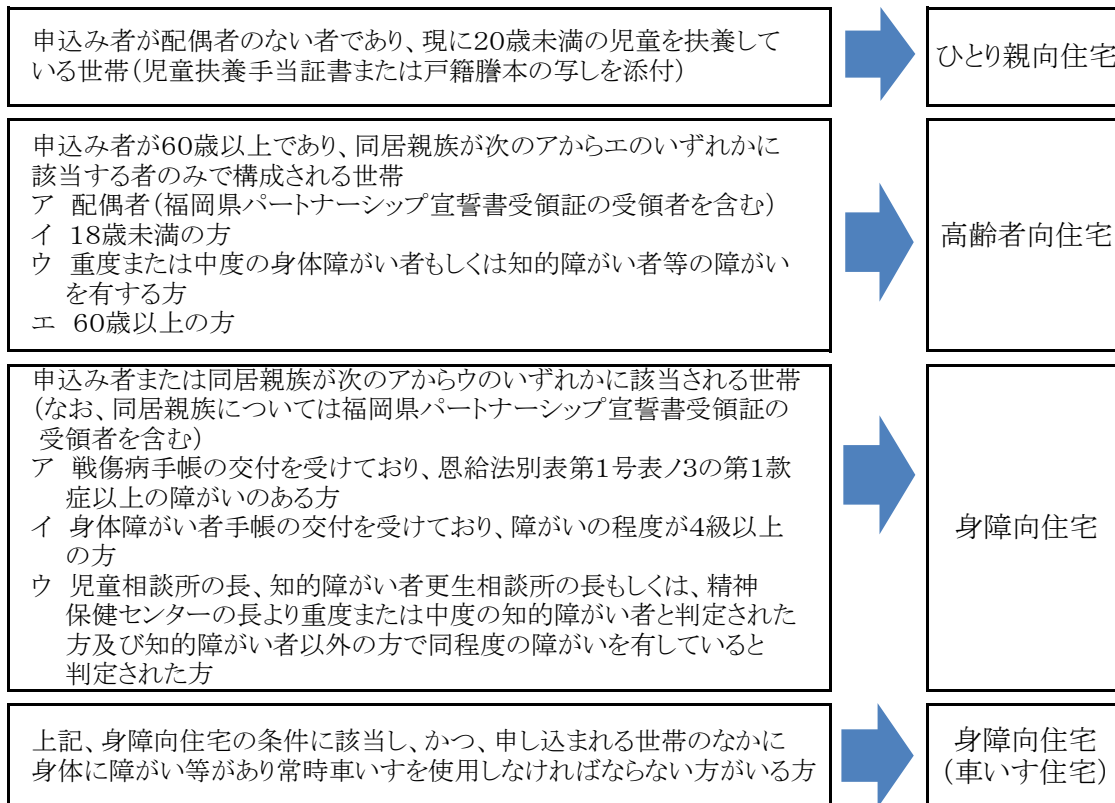 申込み者が配偶者のない者であり、現に20歳未満の児童を扶養して
いる世帯(児童扶養手当証書または戸籍謄本の写しを添付)
ひとり親向住宅
申込み者が60歳以上であり、同居親族が次のアからエのいずれかに
該当する者のみで構成される世帯
ア 配偶者(福岡県パートナーシップ宣誓書受領証の受領者を含む)
イ 18歳未満の方
ウ 重度または中度の身体障がい者もしくは知的障がい者等の障がい
を有する方
エ 60歳以上の方
高齢者向住宅
申込み者または同居親族が次のアからウのいずれかに該当される世帯
(なお、同居親族については福岡県パートナーシップ宣誓書受領証の
受領者を含む)
ア 戦傷病手帳の交付を受けており、恩給法別表第1号表ノ3の第1款
症以上の障がいのある方
イ 身体障がい者手帳の交付を受けており、障がいの程度が4級以上
の方
ウ 児童相談所の長、知的障がい者更生相談所の長もしくは、精神
保健センターの長より重度または中度の知的障がい者と判定された
方及び知的障がい者以外の方で同程度の障がいを有していると
判定された方
身障向住宅
上記、身障向住宅の条件に該当し、かつ、申し込まれる世帯のなかに
身体に障がい等があり常時車いすを使用しなければならない方がいる方
身障向住宅
(車いす住宅)